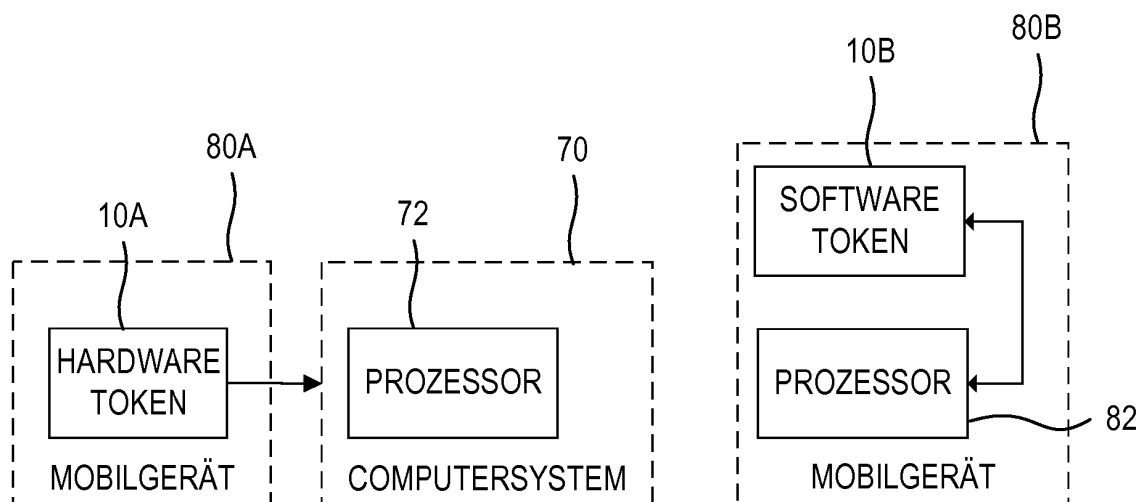 80B
10B
80A
70
10A
72
SOFTWARE
TOKEN
HARDWARE
TOKEN
PROZESSOR
PROZESSOR
82
MOBILGERÄT
COMPUTERSYSTEM
MOBILGERÄT